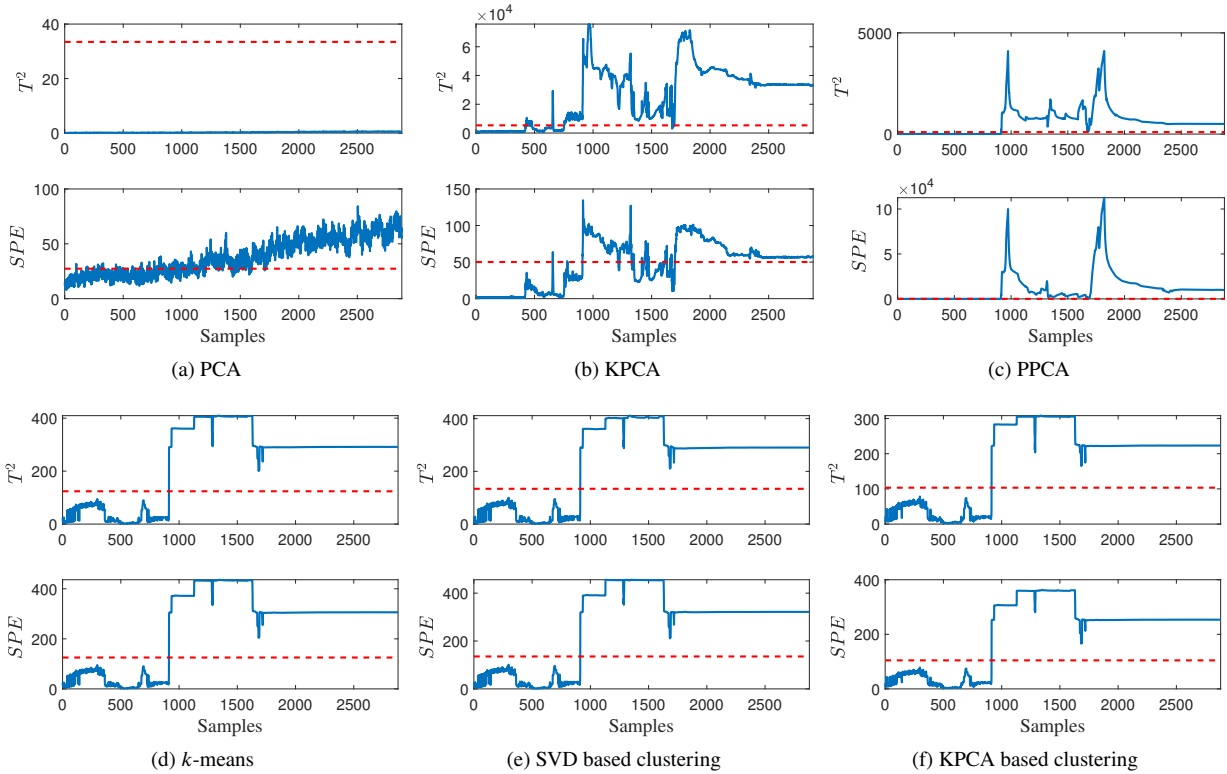 40
20
0
T²
0 500 1000 1500 2000 2500
100
50
0
SPE
0 500 1000 1500 2000 2500
Samples
(a) PCA
×10⁴
6
4
2
0
T²
0 500 1000 1500 2000 2500
150
100
50
0
SPE
0 500 1000 1500 2000 2500
Samples
(b) KPCA
5000
0
T²
0 500 1000 1500 2000 2500
×10⁴
10
5
0
SPE
0 500 1000 1500 2000 2500
Samples
(c) PPCA
400
200
0
T²
0 500 1000 1500 2000 2500
400
200
0
SPE
0 500 1000 1500 2000 2500
Samples
(d) k-means
400
200
0
T²
0 500 1000 1500 2000 2500
400
200
0
SPE
0 500 1000 1500 2000 2500
Samples
(e) SVD based clustering
300
200
100
0
T²
0 500 1000 1500 2000 2500
400
200
0
SPE
0 500 1000 1500 2000 2500
Samples
(f) KPCA based clustering